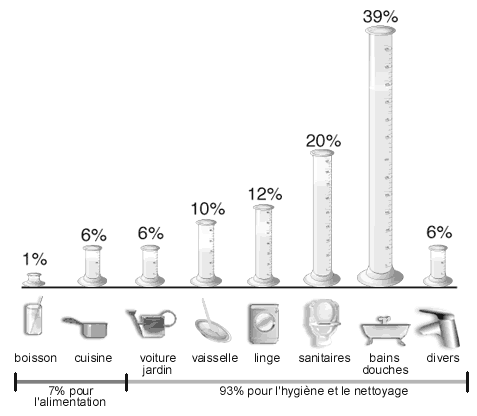 39%
20%
12%
10%
6%
6%
6%
1%
boisson
cuisine
voiture
jardin
vaisselle
linge
sanitaires
bains
douches
divers
7% pour
l'alimentation
93% pour l'hygiène et le nettoyage